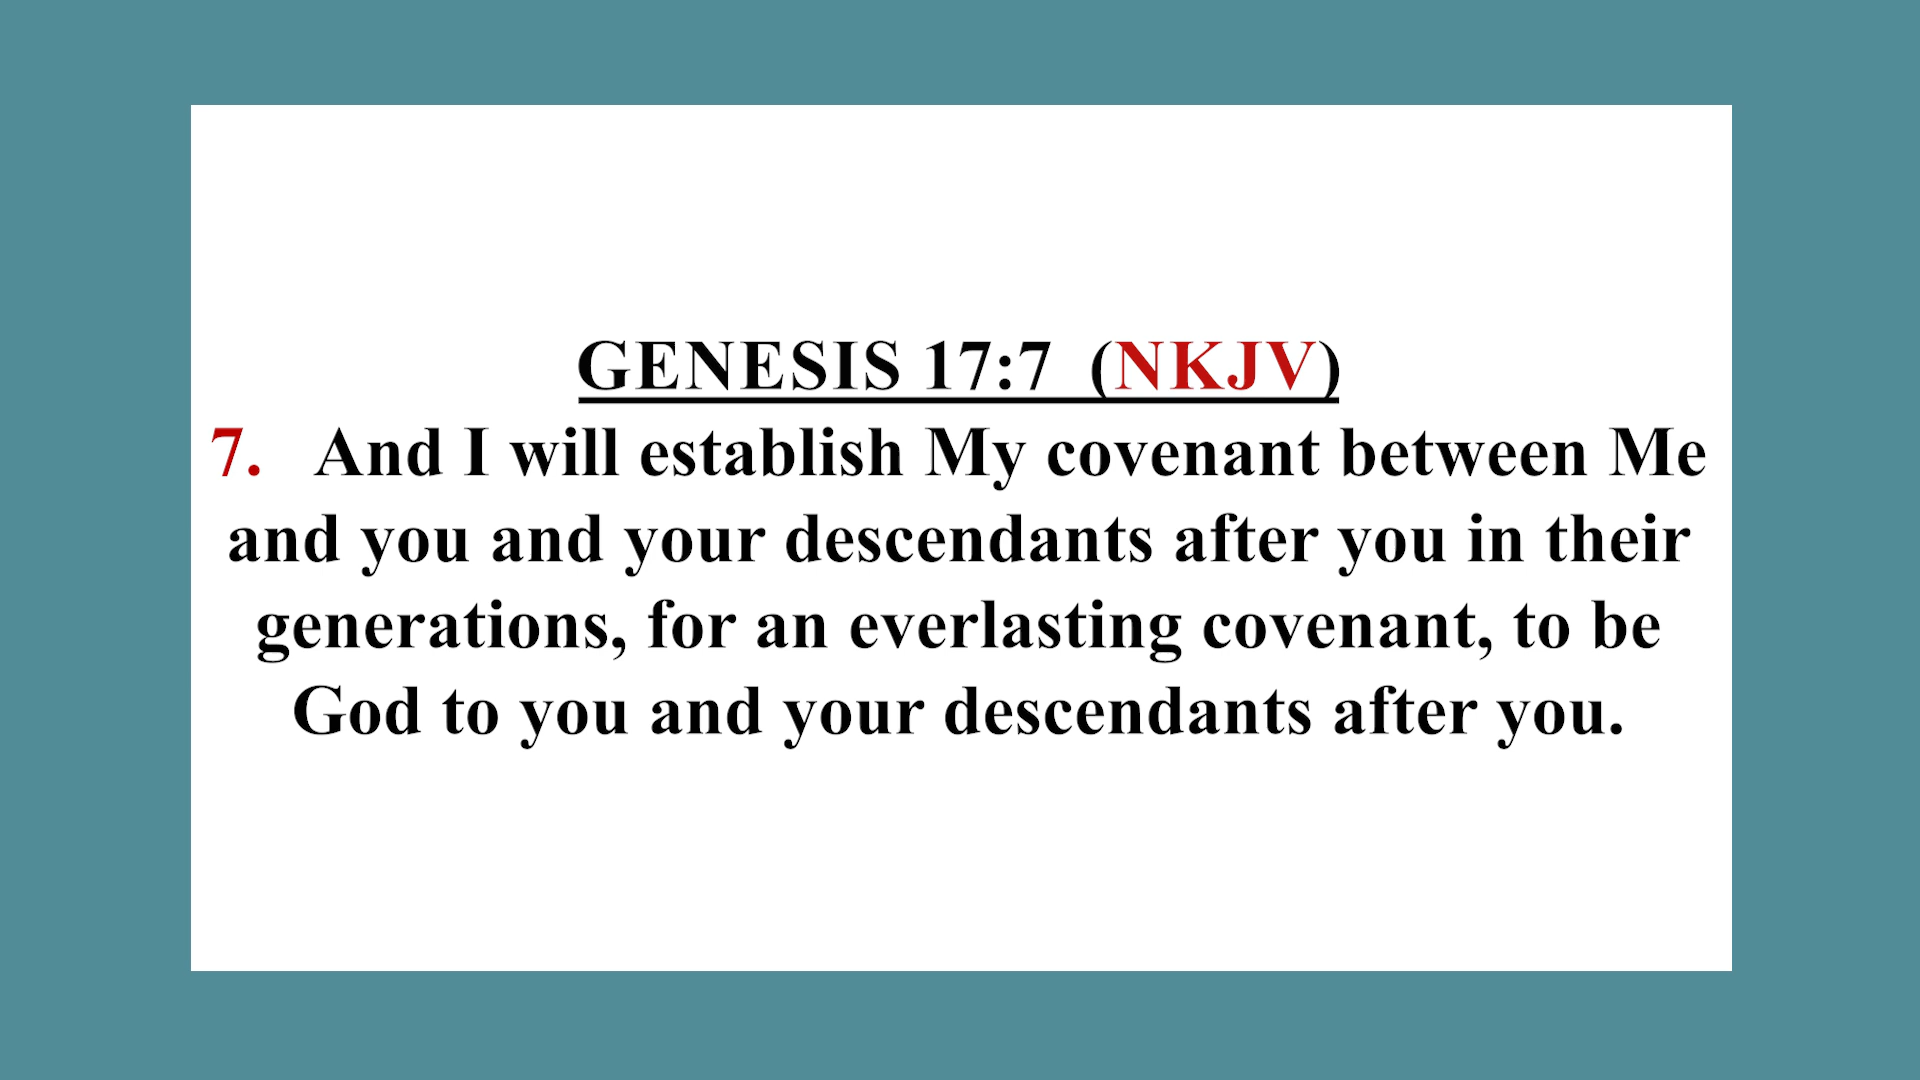 GENESIS 17:7  (NKJV)
7.   And I will establish My covenant between Me
and you and your descendants after you in their
generations, for an everlasting covenant, to be
God to you and your descendants after you.